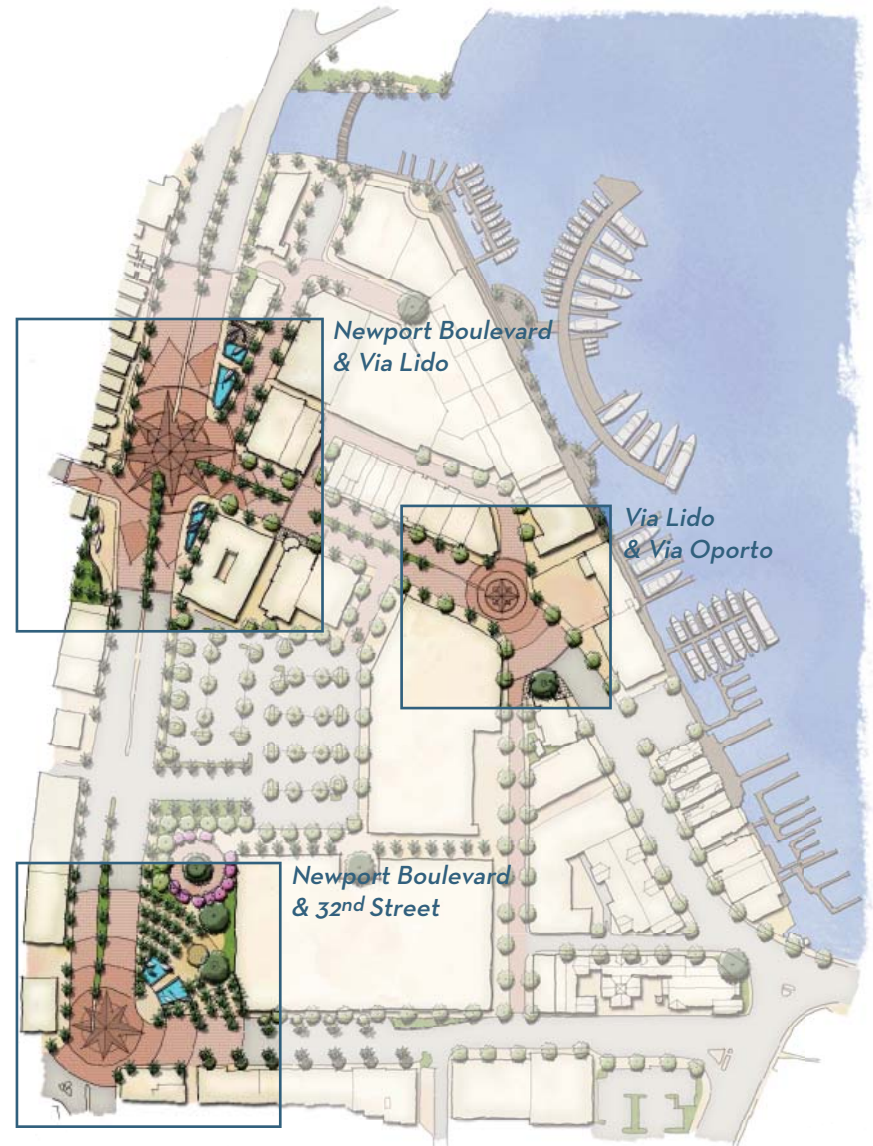 Newport Boulevard
& Via Lido
Via Lido
& Via Oporto
Newport Boulevard
& 32nd Street